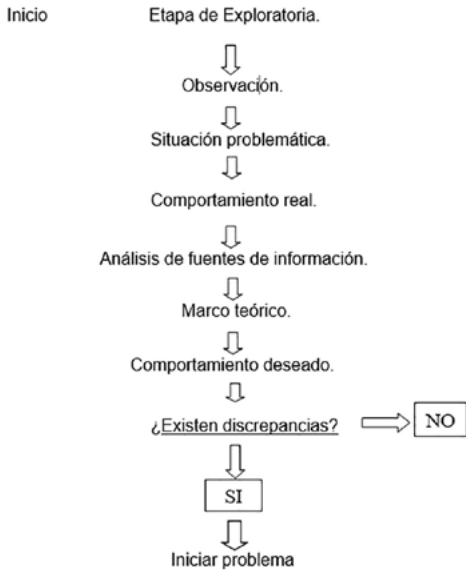 Inicio Etapa de Exploratoria.
Observación.
Situación problemática.
Comportamiento real.
Análisis de fuentes de información.
Marco teórico.
Comportamiento deseado.
¿Existen discrepancias? NO
SI
Iniciar problema